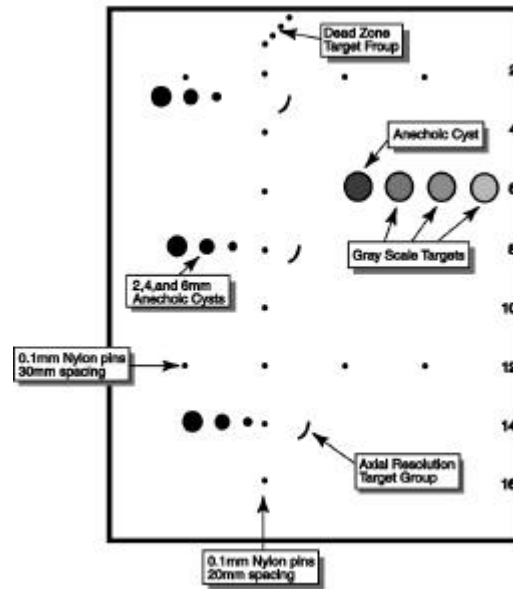 Dead Zone
Target Froup
2
4
Anechoic Cyst
6
8
Gray Scale Targets
2,4,and 6mm
Anechoic Cysts
10
0.1mm Nylon pins
30mm spacing
12
14
Axial Resolution
Target Group
16
0.1mm Nylon pins
20mm spacing